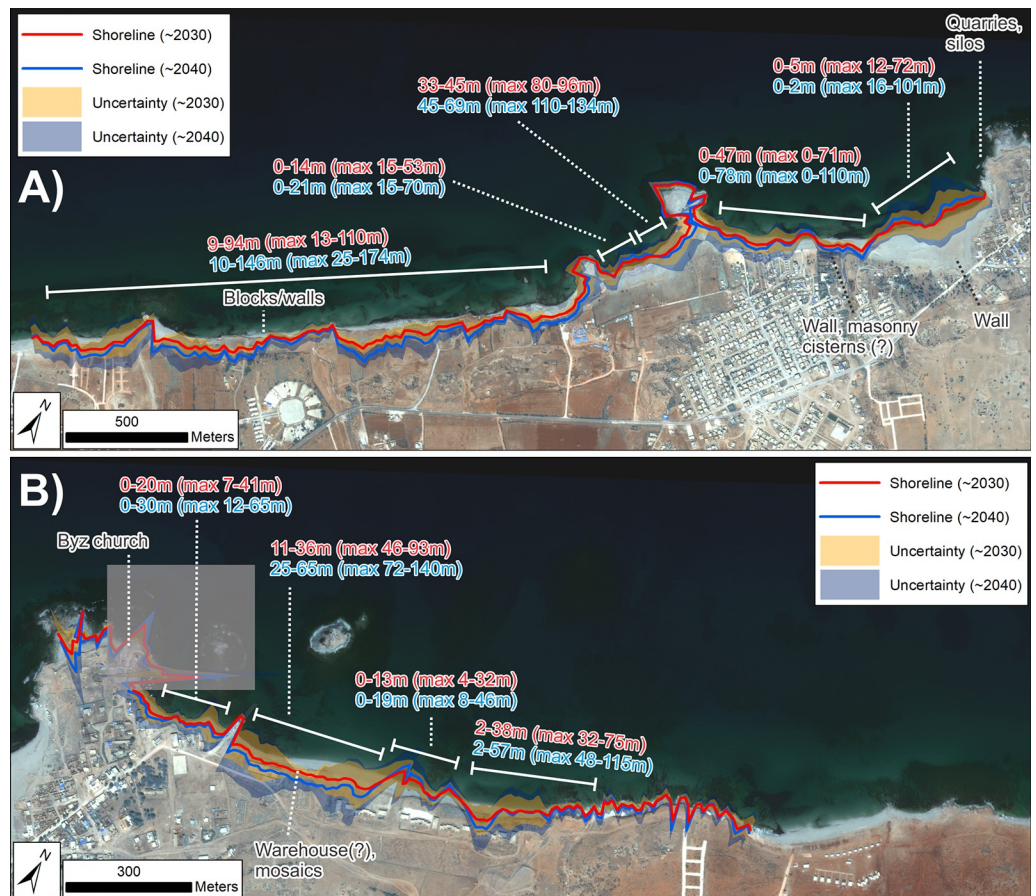 Shoreline (~2030)
Shoreline (~2040)
Uncertainty (~2030)
Uncertainty (~2040)
A)
Quarries,
silos
0-5m (max 12-72m)
0-2m (max 16-101m)
33-45m (max 80-96m)
45-69m (max 110-134m)
0-47m (max 0-71m)
0-78m (max 0-110m)
0-14m (max 15-53m)
0-21m (max 15-70m)
9-94m (max 13-110m)
10-146m (max 25-174m)
Blocks/walls
Wall, masonry
cisterns (?)
Wall
N
500
Meters
B)
0-20m (max 7-41m)
0-30m (max 12-65m)
Byz church
11-36m (max 46-93m)
25-65m (max 72-140m)
Shoreline (~2030)
Shoreline (~2040)
Uncertainty (~2030)
Uncertainty (~2040)
0-13m (max 4-32m)
0-19m (max 8-46m)
2-38m (max 32-75m)
2-57m (max 48-115m)
Warehouse(?),
mosaics
N
300
Meters